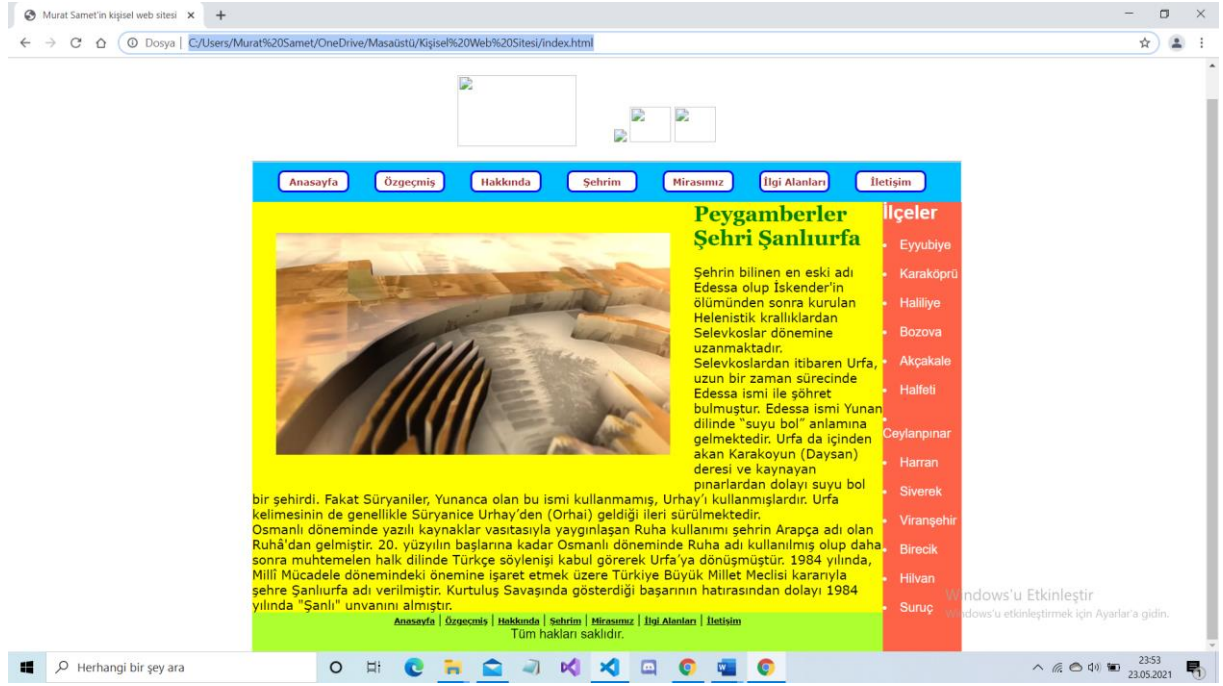 Murat Samet'in kişisel web sitesi
Dosya | C:/Users/Murat%20Samet/OneDrive/Masaüstü/Kişisel%20Web%20Sitesi/index.html
Anasayfa Özgeçmiş Hakkında Şehrim Mirasımız İlgi Alanları İletişim
Peygamberler
Şehri Şanlıurfa
Şehrin bilinen en eski adı
Edessa olup İskender’in
ölümünden sonra kurulan
Helenistik krallıklardan
Selevkoslar dönemine
uzanmaktadır.
Selevkoslardan itibaren Urfa,
uzun bir zaman sürecinde
Edessa ismi ile şöhret
bulmuştur. Edessa ismi Yunan
dilinde “suyu bol” anlamına
gelmektedir. Urfa da içinden
akan Karakoyun (Daysan)
deresi ve kaynayan
pınarlardan dolayı suyu bol
bir şehirdi. Fakat Süryaniler, Yunanca olan bu ismi kullanmamış, Urhay’ı kullanmışlardır. Urfa
kelimesinin de genellikle Süryanice Urhay’den (Orhai) geldiği ileri sürülmektedir.
Osmanlı döneminde yazılı kaynaklar vasıtasıyla yaygınlaşan Ruha kullanımı şehrin Arapça adı olan
Ruhâ'dan gelmiştir. 20. yüzyılın başlarına kadar Osmanlı döneminde Ruha adı kullanılmış olup daha
sonra muhtemelen halk dilinde Türkçe söylenişi kabul görerek Urfa’ya dönüşmüştür. 1984 yılında,
Millî Mücadele dönemindeki önemine işaret etmek üzere Türkiye Büyük Millet Meclisi kararıyla
şehre Şanlıurfa adı verilmiştir. Kurtuluş Savaşında gösterdiği başarının hatırasından dolayı 1984
yılında "Şanlı" unvanını almıştır.
İlçeler
Eyyubiye
Karaköprü
Haliliye
Bozova
Akçakale
Halfeti
Ceylanpınar
Harran
Siverek
Viranşehir
Birecik
Hilvan
Suruç
Anasayfa | Özgeçmiş | Hakkında | Şehrim | Mirasımız | İlgi Alanları | İletişim
Tüm hakları saklıdır.
Windows'u Etkinleştir
Windows'u etkinleştirmek için Ayarlar'a gidin.
Herhangi bir şey ara
23:53
23.05.2021